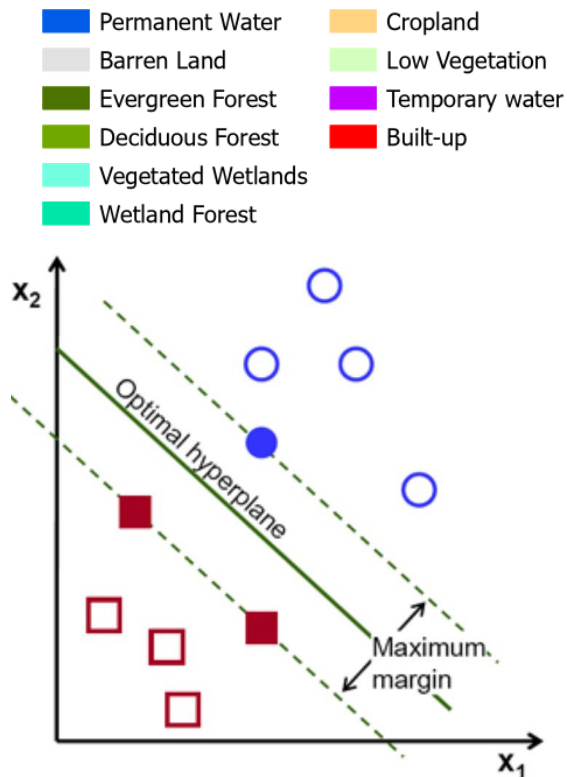 Permanent Water
Barren Land
Evergreen Forest
Deciduous Forest
Vegetated Wetlands
Wetland Forest
Cropland
Low Vegetation
Temporary water
Built-up
x₂
Optimal hyperplane
Maximum
margin
x₁